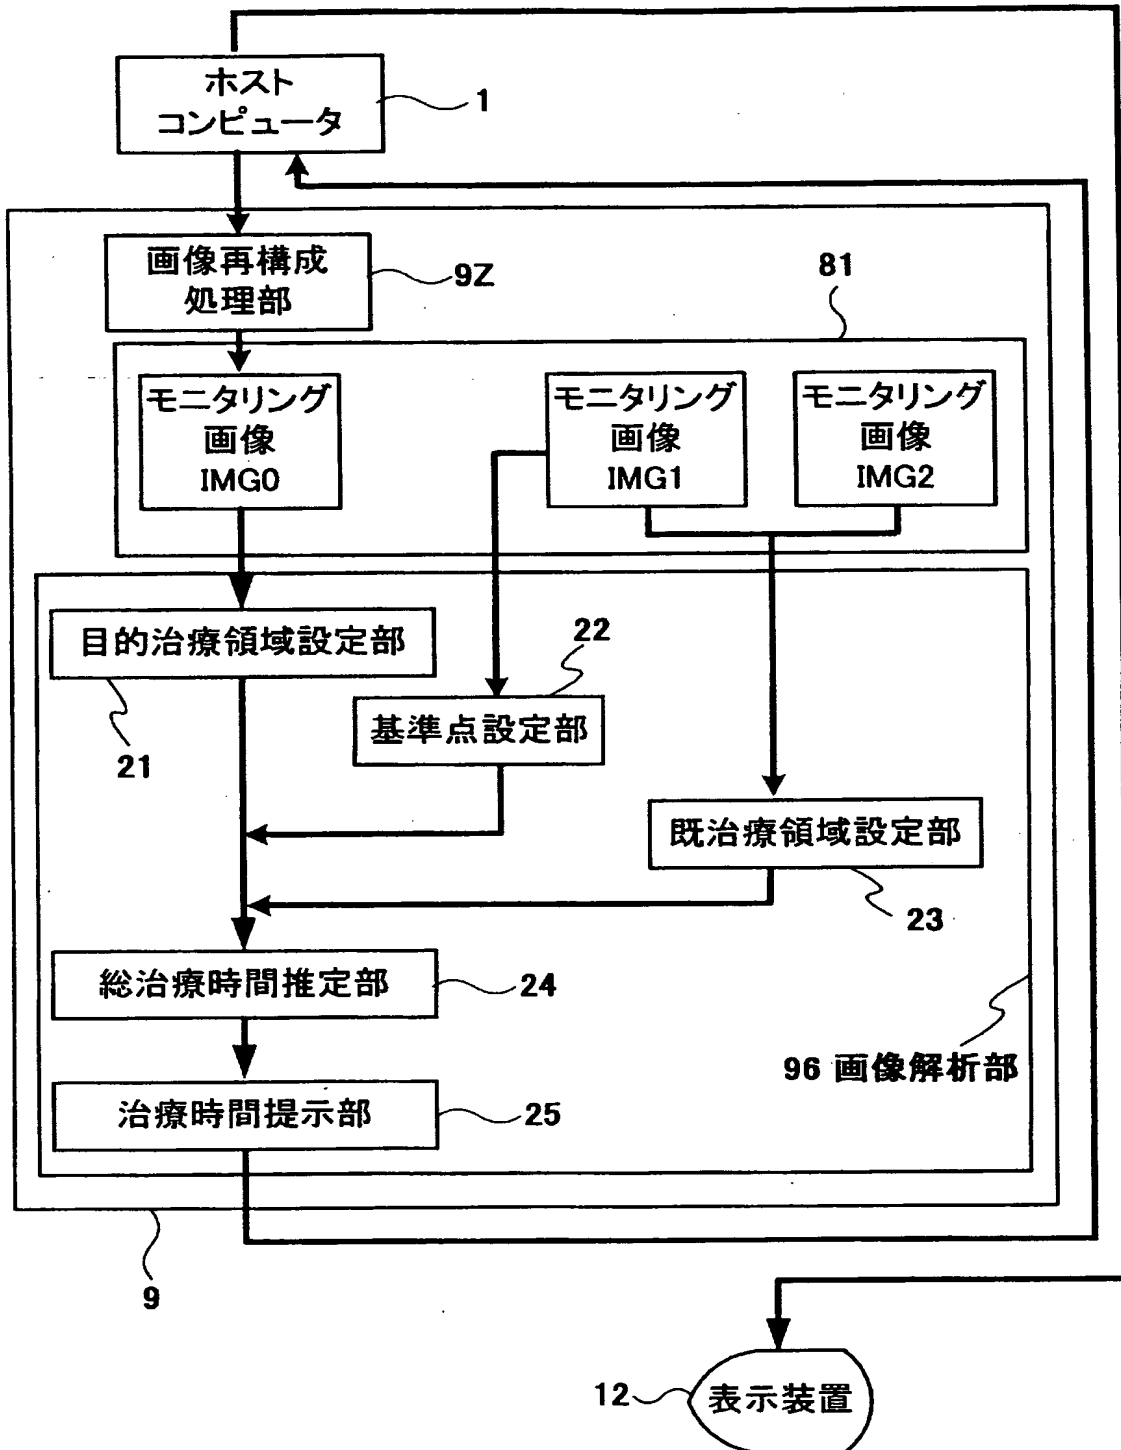 ホスト
コンピュータ
1
画像再構成
処理部
9Z
81
モニタリング
画像
IMG0
モニタリング
画像
IMG1
モニタリング
画像
IMG2
目的治療領域設定部
21
22
基準点設定部
既治療領域設定部
23
総治療時間推定部
24
96 画像解析部
治療時間提示部
25
9
12
表示装置